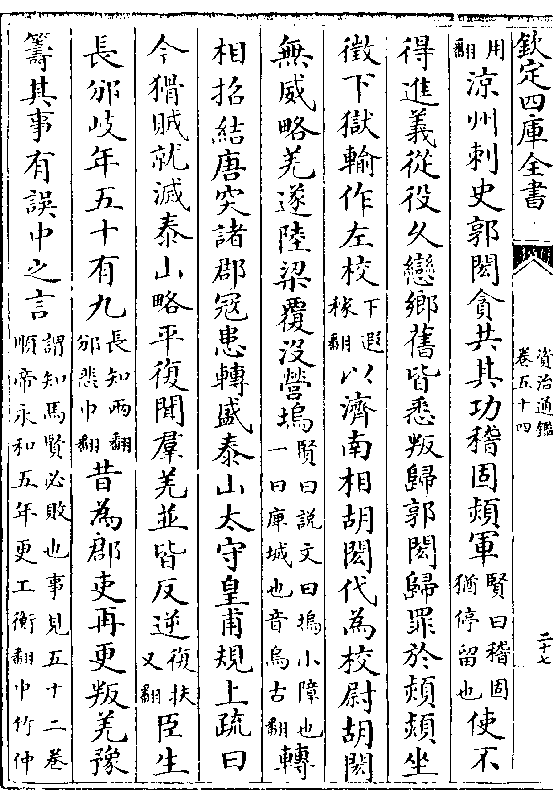 欽定四庫全書
資治通鑑
卷五十四
二十七
用
翻
涼州刺史郭閎貪共其功稽固熲軍
賢曰稽固
猶停留也
使不
得進義從役久戀鄉舊皆悉叛歸郭閎歸罪於熲熲坐
徵下獄輸作左校
下遐
稼翻
以濟南相胡閎代為校尉胡閎
無威略羌遂陸梁覆沒營塢
賢曰説文曰塢小障也
一曰庫城也音烏古翻
轉
相招結唐突諸郡冦患轉盛泰山太守皇甫規上疏曰
今猾賊就滅泰山略平復聞羣羌並皆反逆
復扶
又翻
臣生
長邠岐年五十有九
長知兩翻
邠悲巾翻
昔為郡吏再更叛羌豫
籌其事有誤中之言
謂知馬賢必敗也事見五十二卷
順帝永和五年更工衡翻中竹仲